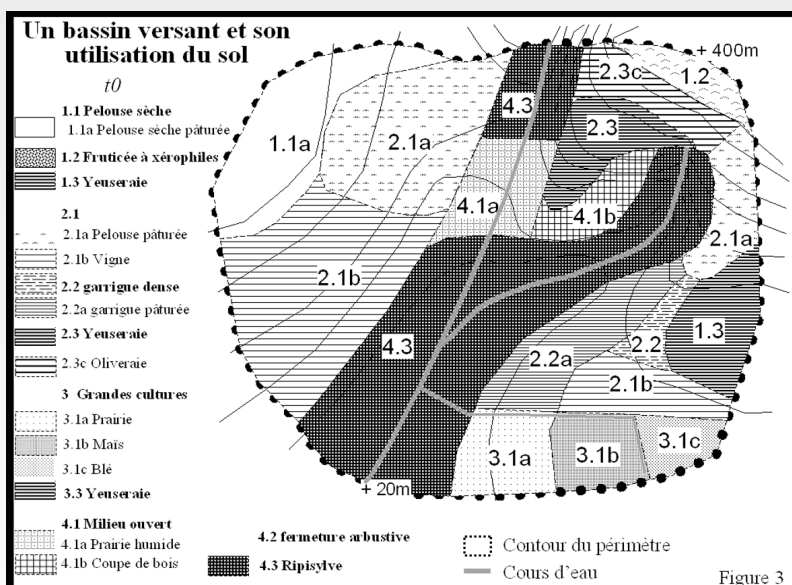 Un bassin versant et son
utilisation du sol
t0
1.1 Pelouse sèche
1.1a Pelouse sèche pâturée
1.2 Fruticée à xérophiles
1.3 Yeuseraie
2.1
2.1a Pelouse pâturée
2.1b Vigne
2.2 garrigue dense
2.2a garrigue pâturée
2.3 Yeuseraie
2.3c Oliveraie
3 Grandes cultures
3.1a Prairie
3.1b Maïs
3.1c Blé
3.3 Yeuseraie
4.1 Milieu ouvert
4.1a Prairie humide
4.1b Coupe de bois
4.2 fermeture arbustive
4.3 Ripisylve
Contour du périmètre
Cours d'eau
Figure 3
+ 400m
2.3c
1.2
4.3
2.3
1.1a
2.1a
4.1a
4.1b
2.1a
2.1b
4.3
1.3
2.2
2.2a
2.1b
3.1a
3.1b
3.1c
+ 20m